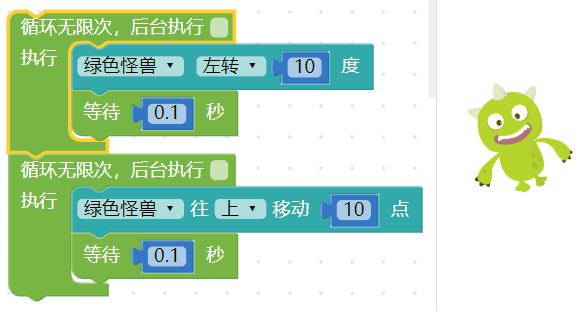 循环无限次，后台执行
执行
绿色怪兽 左转 10 度
等待 0.1 秒
循环无限次，后台执行
执行
绿色怪兽 往 上 移动 10 点
等待 0.1 秒